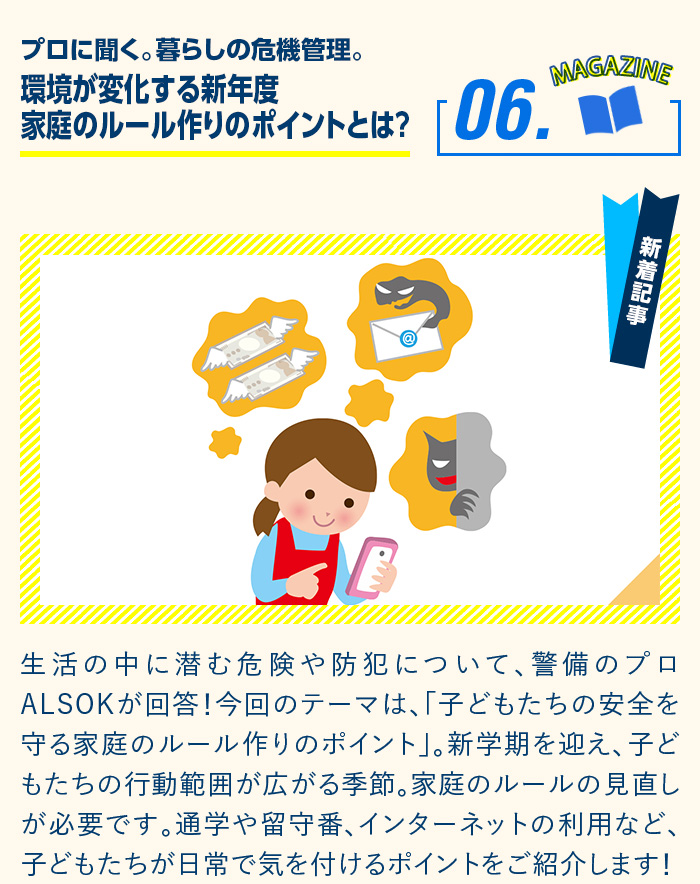 プロに聞く。暮らしの危機管理。
環境が変化する新年度
家庭のルール作りのポイントとは?
06.
MAGAZINE
新着記事
@
生活の中に潜む危険や防犯について、警備のプロ
ALSOKが回答!今回のテーマは、「子どもたちの安全を
守る家庭のルール作りのポイント」。新学期を迎え、子ど
もたちの行動範囲が広がる季節。家庭のルールの見直し
が必要です。通学や留守番、インターネットの利用など、
子どもたちが日常で気を付けるポイントをご紹介します!